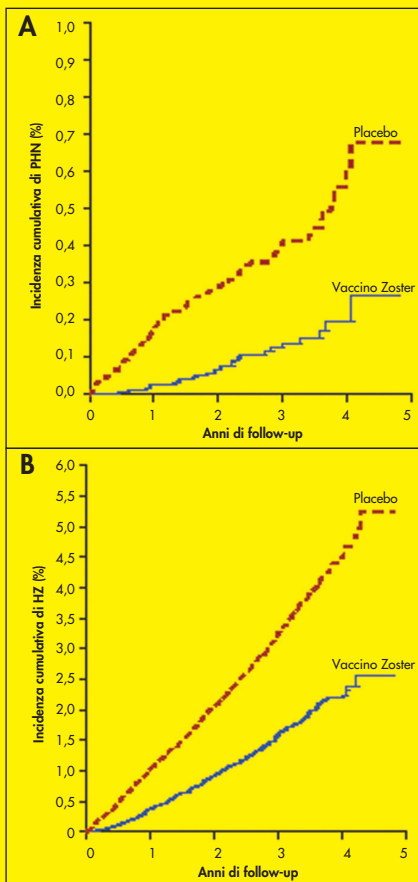 A
Incidenza cumulativa di PHN (%)
1,0
0,9
0,8
0,7
0,6
0,5
0,4
0,3
0,2
0,1
0,0
Placebo
Vaccino Zoster
0 1 2 3 4 5
Anni di follow-up
B
Incidenza cumulativa di HZ (%)
6,0
5,5
5,0
4,5
4,0
3,5
3,0
2,5
2,0
1,5
1,0
0,5
0
Placebo
Vaccino Zoster
0 1 2 3 4 5
Anni di follow-up